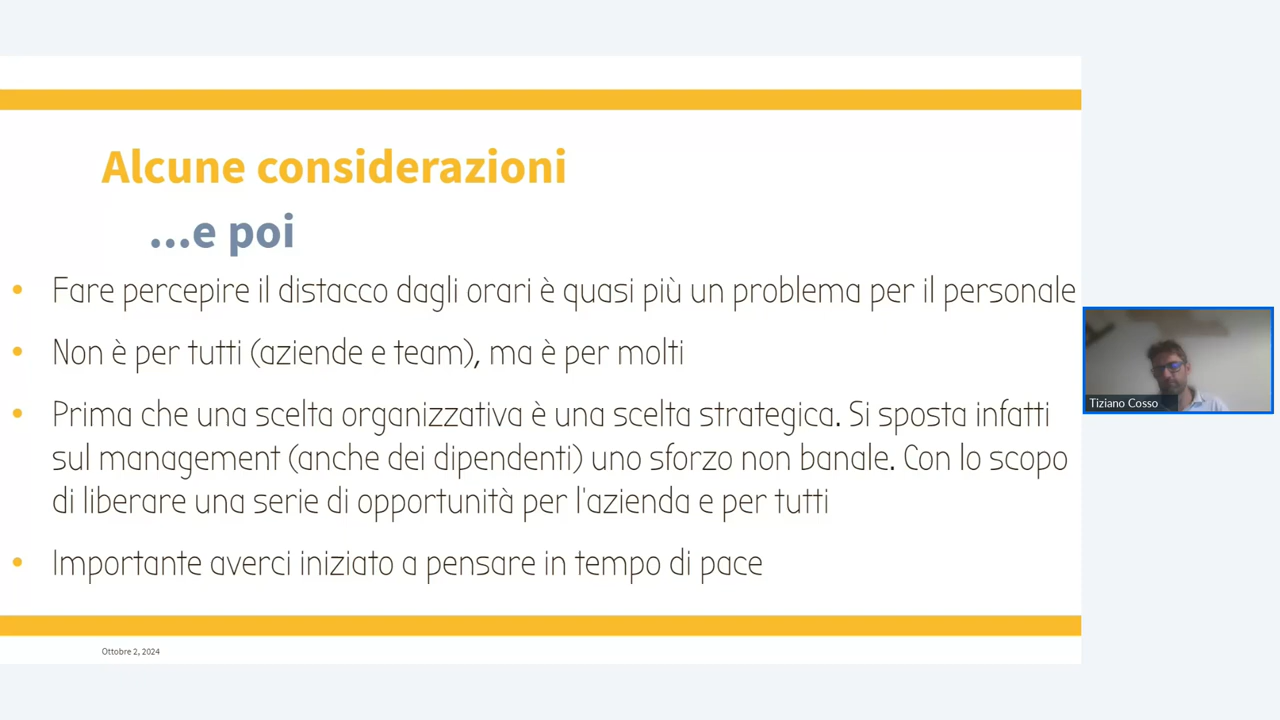 Alcune considerazioni
...e poi
• Fare percepire il distacco dagli orari è quasi più un problema per il personale
• Non è per tutti (aziende e team), ma è per molti
• Prima che una scelta organizzativa è una scelta strategica. Si sposta infatti
sul management (anche dei dipendenti) uno sforzo non banale. Con lo scopo
di liberare una serie di opportunità per l'azienda e per tutti
• Importante averci iniziato a pensare in tempo di pace
Ottobre 2, 2024
Tiziano Cosso